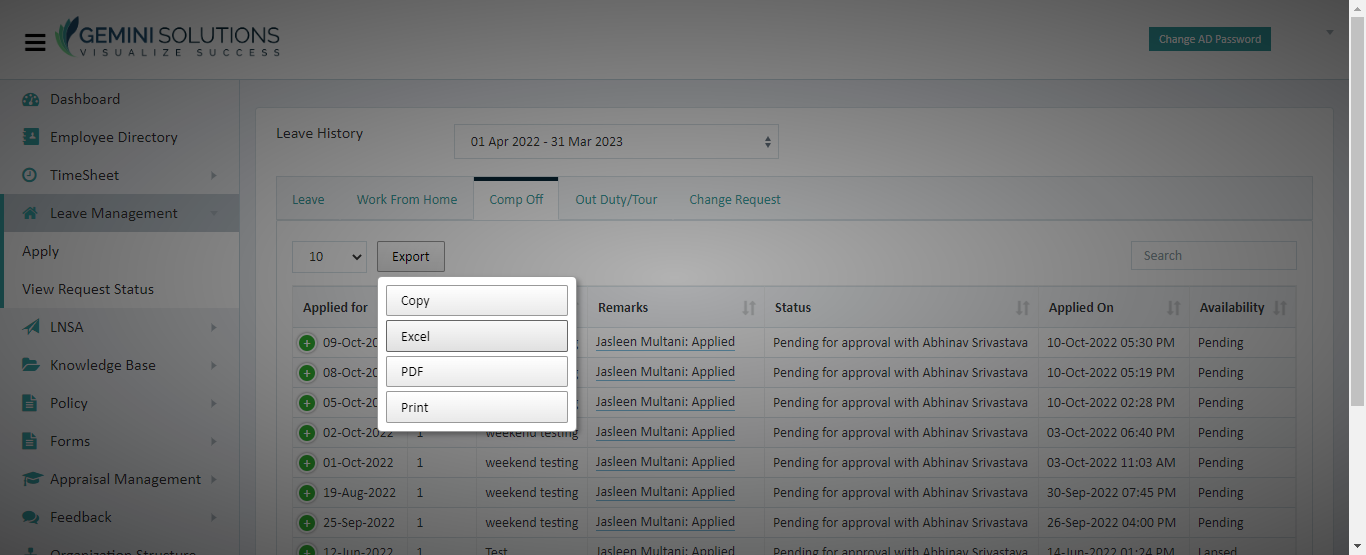 GEMINI SOLUTIONS
VISUALIZE SUCCESS
Change AD Password
Dashboard
Employee Directory
TimeSheet
Leave Management
Apply
View Request Status
LNSA
Knowledge Base
Policy
Forms
Appraisal Management
Feedback
Organization Structure
Leave History
01 Apr 2022 - 31 Mar 2023
Leave Work From Home Comp Off Out Duty/Tour Change Request
10 Export Search
Copy
Excel
PDF
Print
Applied for Remarks Status Applied On Availability
09-Oct-20 Jasleen Multani: Applied Pending for approval with Abhinav Srivastava 10-Oct-2022 05:30 PM Pending
08-Oct-20 Jasleen Multani: Applied Pending for approval with Abhinav Srivastava 10-Oct-2022 05:19 PM Pending
05-Oct-20 Jasleen Multani: Applied Pending for approval with Abhinav Srivastava 10-Oct-2022 02:28 PM Pending
02-Oct-2022 1 weekend testing Jasleen Multani: Applied Pending for approval with Abhinav Srivastava 03-Oct-2022 06:40 PM Pending
01-Oct-2022 1 weekend testing Jasleen Multani: Applied Pending for approval with Abhinav Srivastava 03-Oct-2022 11:03 AM Pending
19-Aug-2022 1 weekend testing Jasleen Multani: Applied Pending for approval with Abhinav Srivastava 30-Sep-2022 07:45 PM Pending
25-Sep-2022 1 weekend testing Jasleen Multani: Applied Pending for approval with Abhinav Srivastava 26-Sep-2022 04:00 PM Pending
12-Jun-2022 1 Test Jasleen Multani: Applied Pending for approval with Abhinav Srivastava 14-Jun-2022 01:24 PM Lapsed